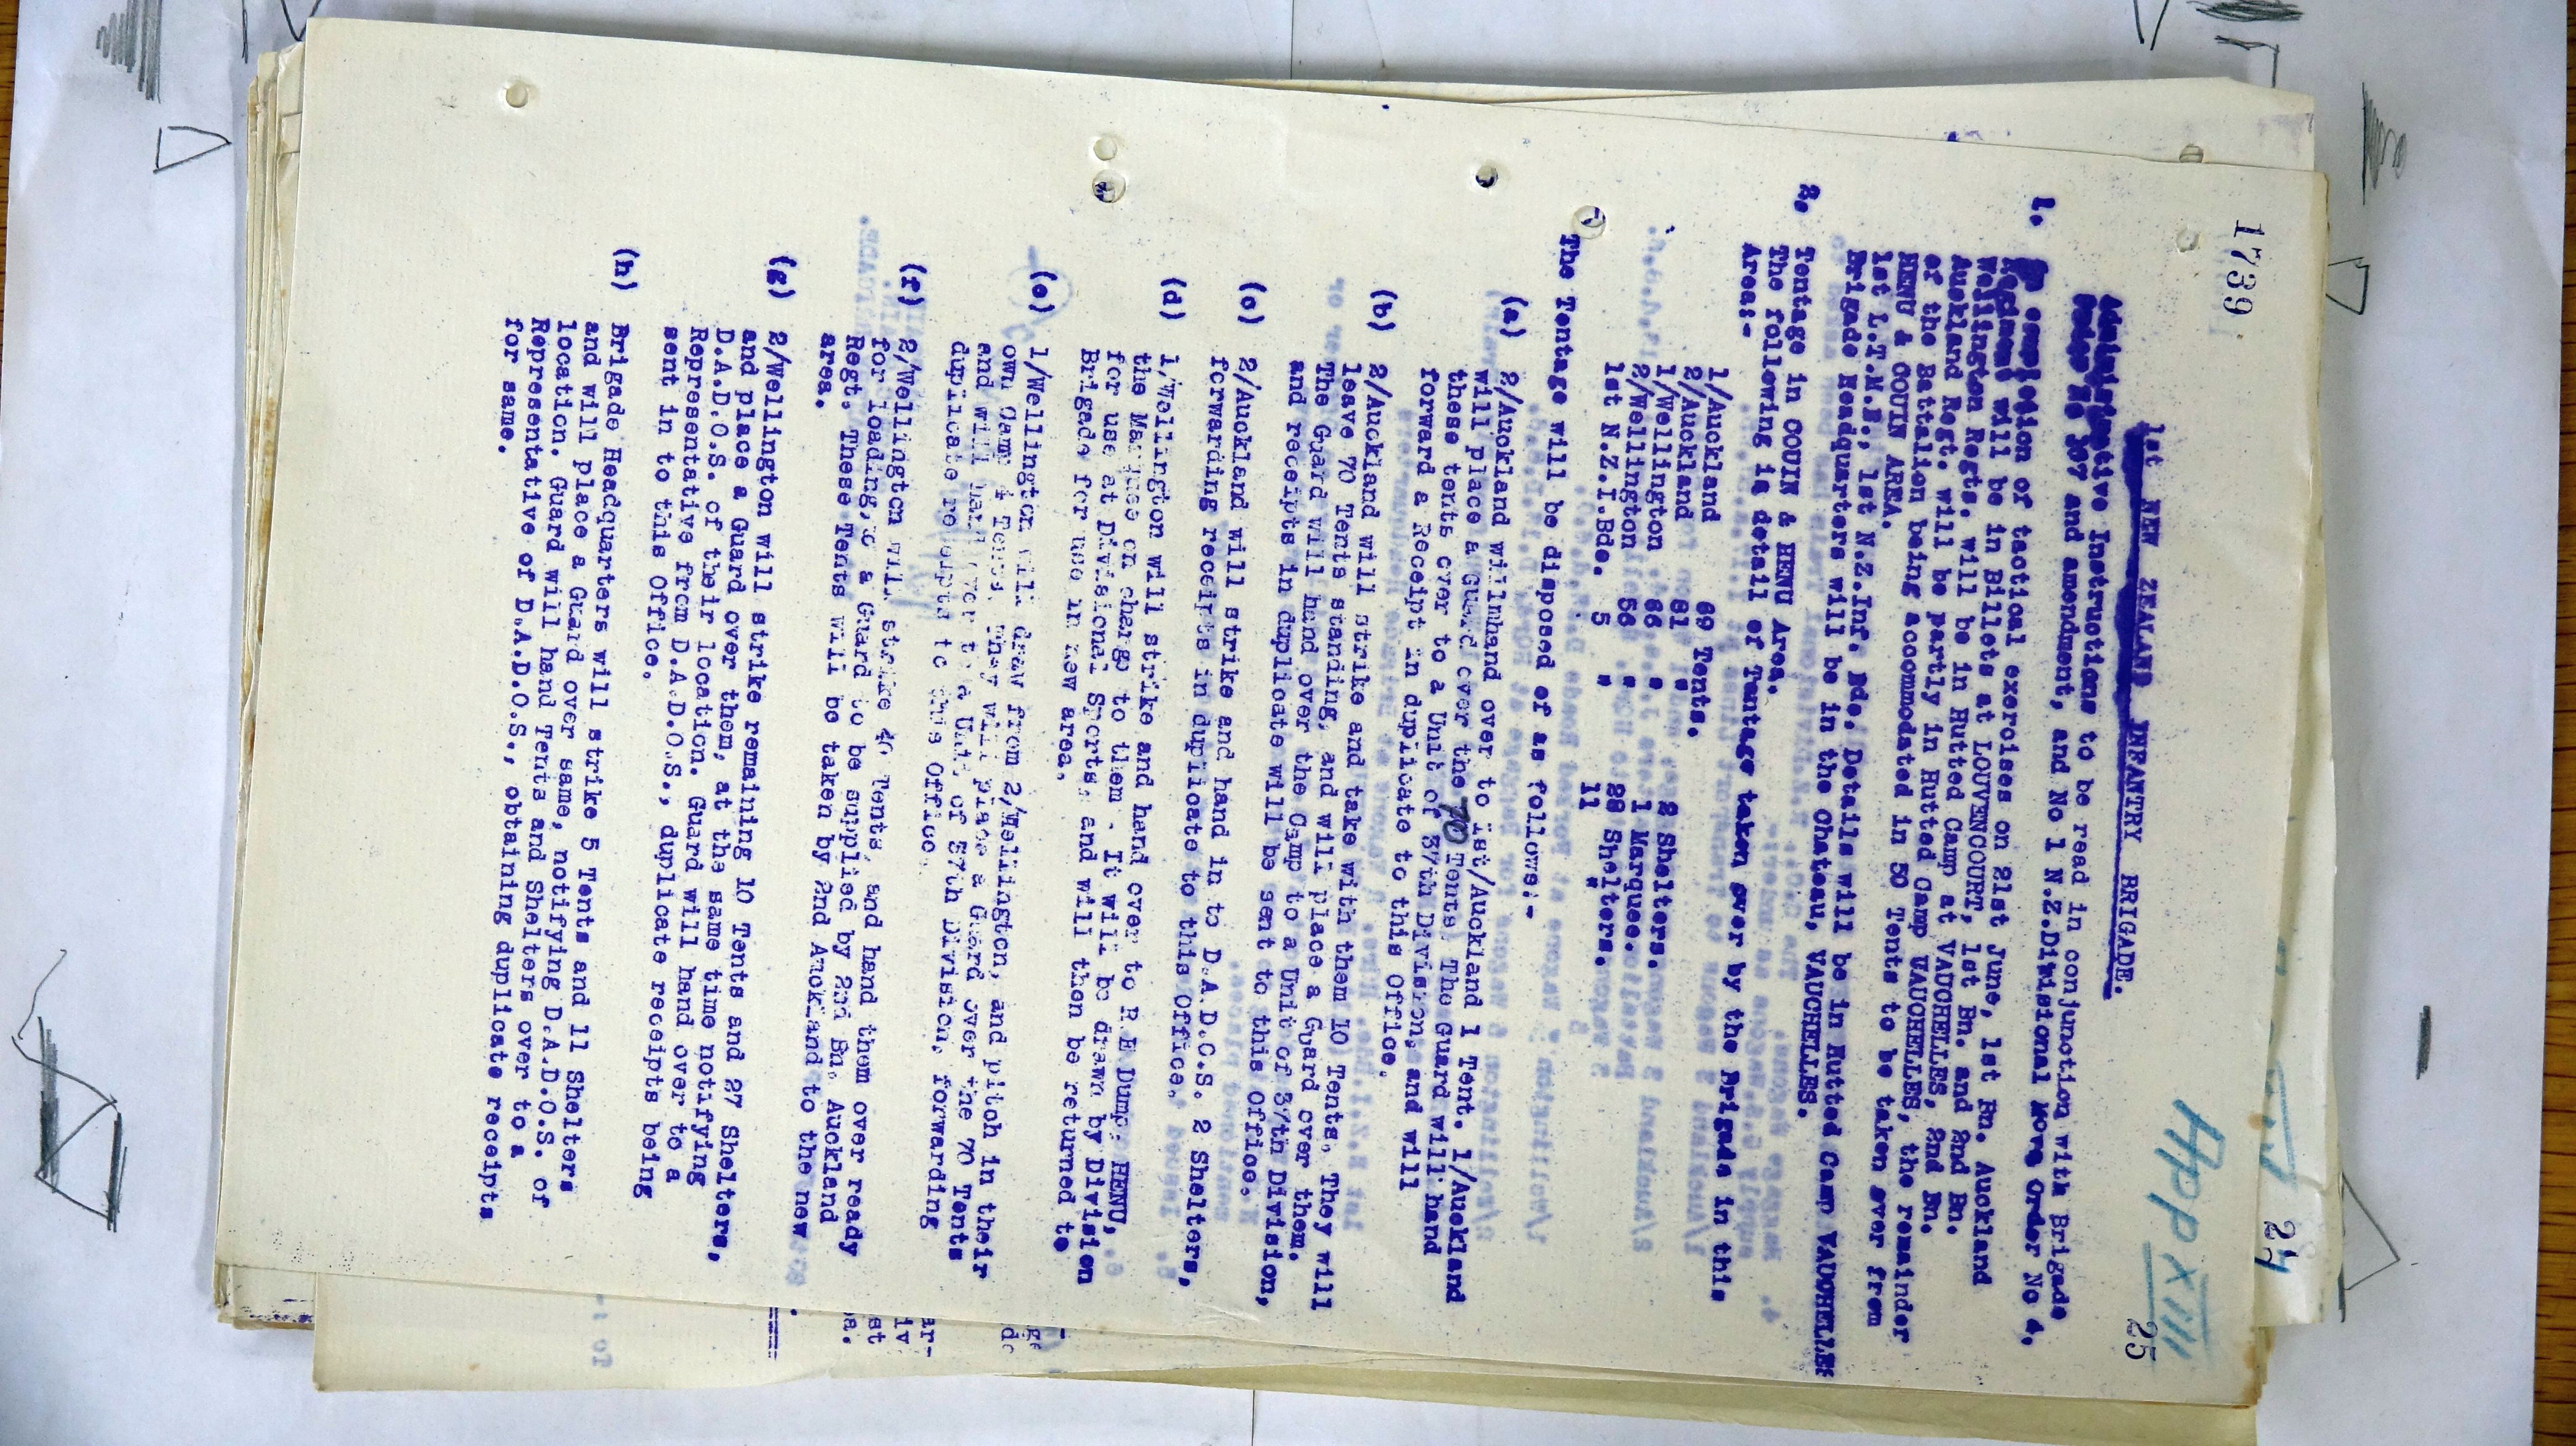 1739
24
App XIII
25
1st NEW ZEALAND INFANTRY BRIGADE.
Administrative Instructions to be read in conjunction with Brigade
Order No 107 and amendment, and No 1 N.Z.Divisional Move Order No 4.
1. On completion of tactical exercises on 21st June, 1st Bn. Auckland
Regiment will be in Billets at LOUVENCOURT, 1st Bn. and 2nd Bn.
Wellington Regts. will be in Hutted Camp at VAUCHELLES, 2nd Bn.
Auckland Regt. will be partly in Hutted Camp VAUCHELLES, the remainder
of the Battalion being accommodated in 50 Tents to be taken over from
HENU & COUIN AREA.
1st L.T.M.B., 1st N.Z.Inf. Bde. Details will be in Hutted Camp VAUCHELLES
Brigade Headquarters will be in the Chateau, VAUCHELLES.
2. Tentage in COUIN & HENU Area.
The following is detail of Tentage taken over by the Brigade in this
Area:-
1/Auckland 69 Tents.
2/Auckland 81 " 2 Shelters.
1/Wellington 66 " 1 Marquee.
2/Wellington 56 " 28 Shelters.
1st N.Z.I.Bde. 5 " 11 "
The Tentage will be disposed of as follows:-
(a) 2/Auckland willmhand over to 1st/Auckland 1 Tent. 1/Auckland
will place a Guard over the 70 Tents. The Guard will hand
these tents over to a Unit of 37th Division, and will
forward a Receipt in duplicate to this Office.
(b) 2/Auckland will strike and take with them 10 Tents. They will
leave 70 Tents standing, and will place a Guard over them.
The Guard will hand over the Camp to a Unit of 37th Division,
and receipts in duplicate will be sent to this Office.
(c) 2/Auckland will strike and hand in to D.A.D.O.S. 2 Shelters,
forwarding receipts in duplicate to this Office.
(d) 1/Wellington will strike and hand over to R.E Dump, HENU,
the Marquee on charge to them . It will be drawn by Division
for use at Divisional Sports, and will then be returned to
Brigade for use in new area.
(e) 1/Wellington will draw from 2/Wellington, and pitch in their
own Camp 4 Tents. They will place a Guard over the 70 Tents
and will hand over to a Unit of 37th Division, forwarding
duplicate receipts to this Office.
(f) 2/Wellington will strike 40 Tents, and hand them over ready
for loading, to a Guard to be supplied by 2nd Bn. Auckland
Regt. These Tents will be taken by 2nd Auckland to the new
area.
(g) 2/Wellington will strike remaining 10 Tents and 27 Shelters,
and place a Guard over them, at the same time notifying
D.A.D.O.S. of their location. Guard will hand over to a
Representative from D.A.D.O.S., duplicate receipts being
sent in to this Office.
(h) Brigade Headquarters will strike 5 Tents and 11 Shelters
and will place a Guard over same, notifying D.A.D.O.S. of
location. Guard will hand Tents and Shelters over to a
Representative of D.A.D.O.S., obtaining duplicate receipts
for same.